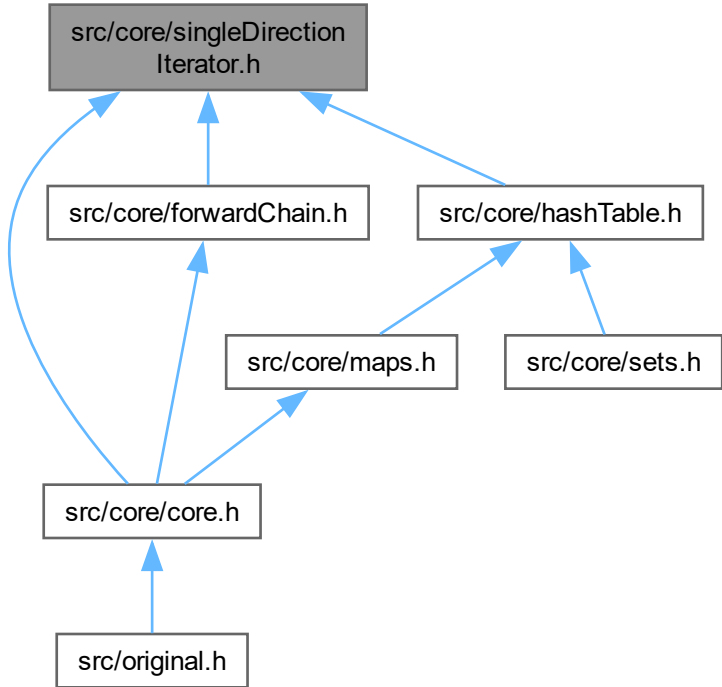 src/core/singleDirection
Iterator.h
src/core/forwardChain.h
src/core/hashTable.h
src/core/maps.h
src/core/sets.h
src/core/core.h
src/original.h